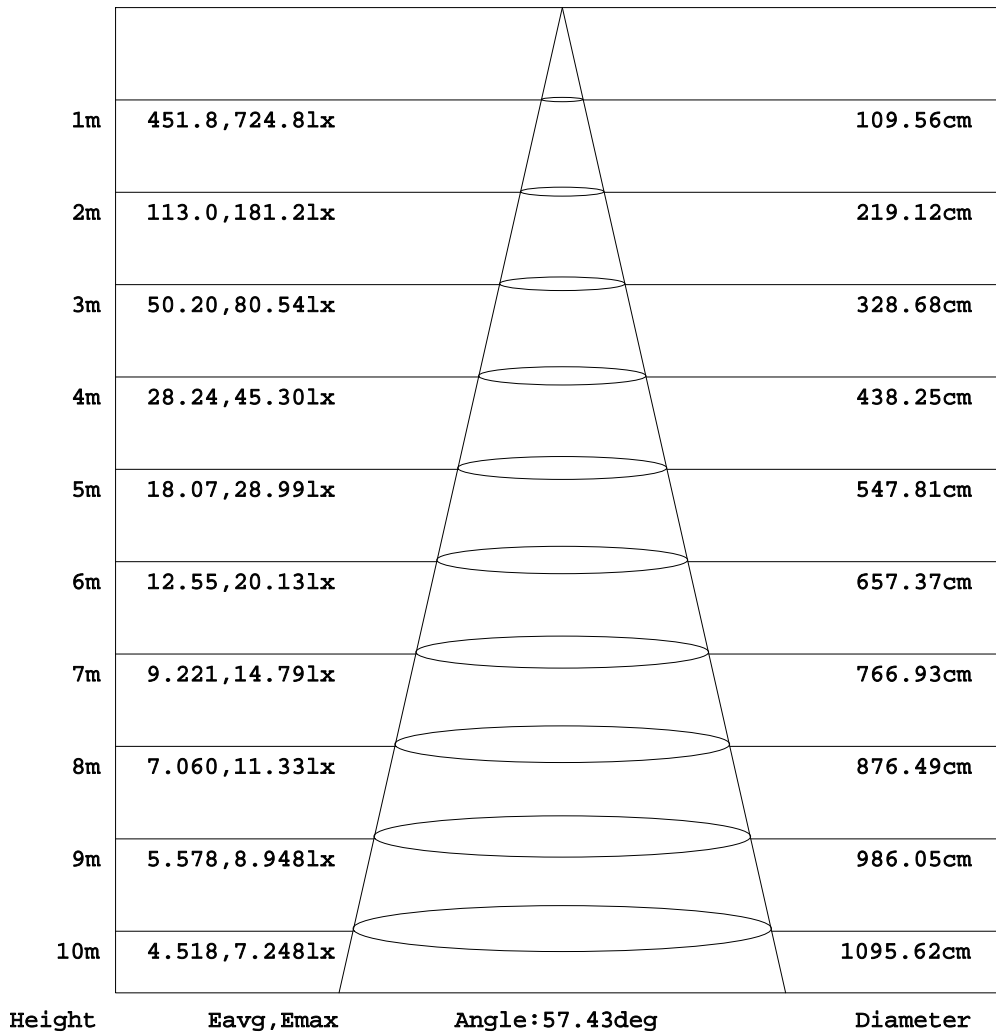 1m 451.8,724.8lx 109.56cm
2m 113.0,181.2lx 219.12cm
3m 50.20,80.54lx 328.68cm
4m 28.24,45.30lx 438.25cm
5m 18.07,28.99lx 547.81cm
6m 12.55,20.13lx 657.37cm
7m 9.221,14.79lx 766.93cm
8m 7.060,11.33lx 876.49cm
9m 5.578,8.948lx 986.05cm
10m 4.518,7.248lx 1095.62cm
Height Eavg,Emax Angle:57.43deg Diameter